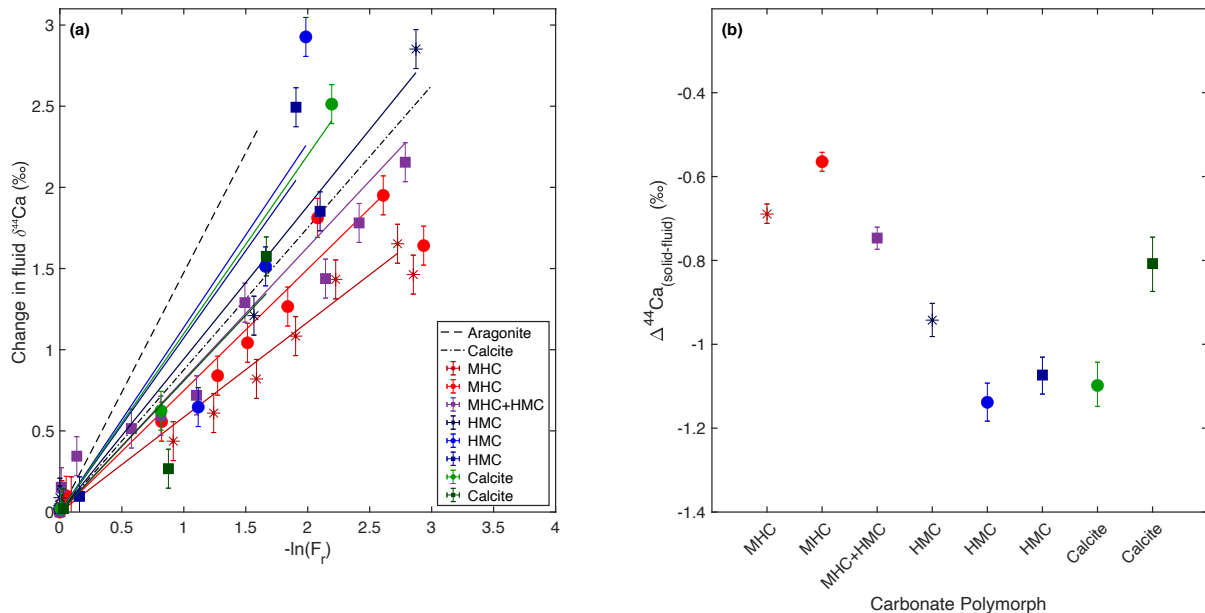 (a)
Change in fluid δ⁴⁴Ca (‰)
3
2.5
2
1.5
1
0.5
0
0
0.5
1
1.5
2
2.5
3
3.5
4
-ln(Fᵣ)
Aragonite
Calcite
MHC
MHC
MHC+HMC
HMC
HMC
HMC
Calcite
Calcite
(b)
Δ⁴⁴Ca(solid-fluid) (‰)
-0.4
-0.6
-0.8
-1
-1.2
-1.4
MHC
MHC
MHC+HMC
HMC
HMC
HMC
Calcite
Calcite
Carbonate Polymorph